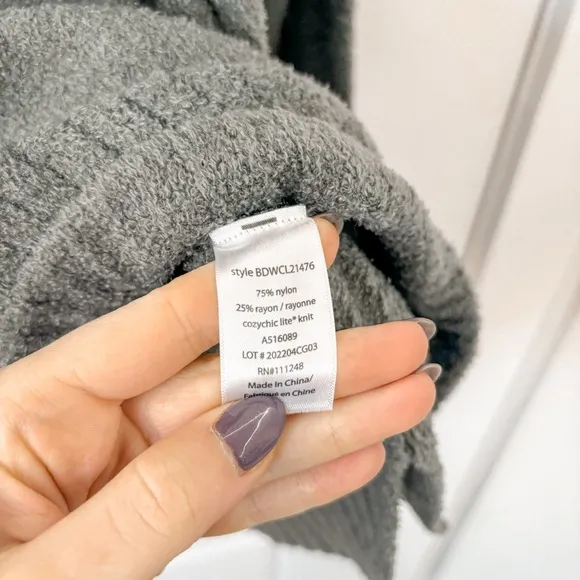 style BDWCL21476
75% nylon
25% rayon / rayonne
cozychic lite® knit
A516089
LOT # 202204CG03
RN#111248
Made In China/
Fabriqué en Chine